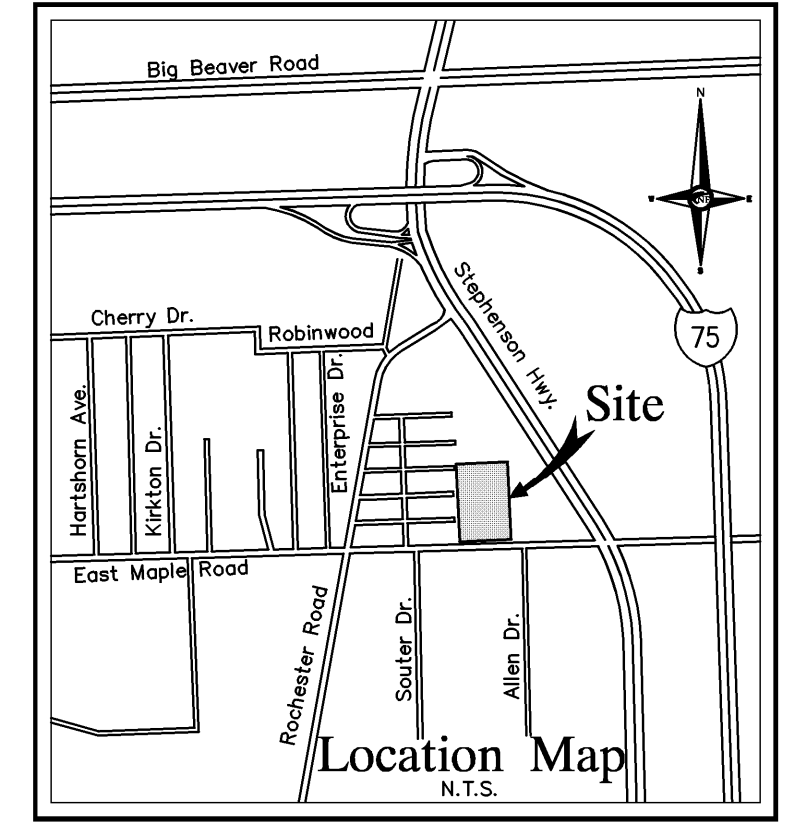 Big Beaver Road
N
W
NF
E
S
Stephenson Hwy.
Cherry Dr.
Robinwood
75
Hartshorn Ave.
Kirkton Dr.
Enterprise Dr.
Site
East Maple Road
Rochester Road
Souter Dr.
Allen Dr.
Location Map
N.T.S.